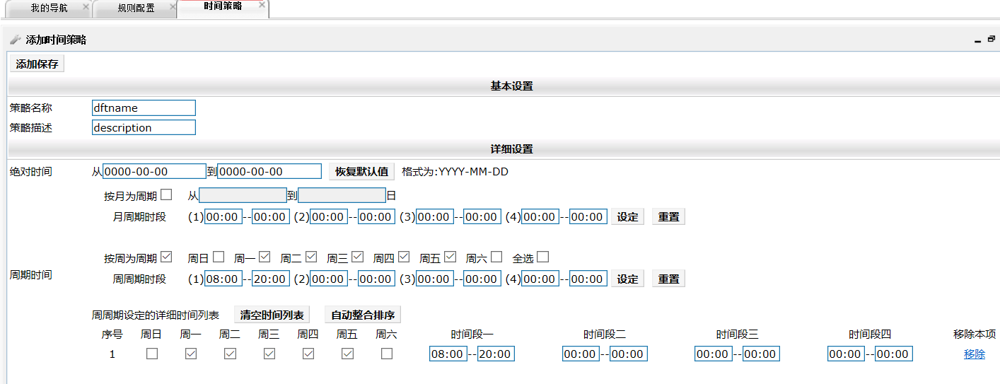 我的导航 规则配置 时间策略
添加时间策略
添加保存
基本设置
策略名称 dftname
策略描述 description
详细设置
绝对时间 从0000-00-00到0000-00-00 恢复默认值 格式为:YYYY-MM-DD
按月为周期 从 到 日
月周期时段 (1)00:00--00:00 (2)00:00--00:00 (3)00:00--00:00 (4)00:00--00:00 设定 重置
按周为周期 周日 周一 周二 周三 周四 周五 周六 全选
周期时间
周周期时段 (1)08:00--20:00 (2)00:00--00:00 (3)00:00--00:00 (4)00:00--00:00 设定 重置
周周期设定的详细时间列表 清空时间列表 自动整合排序
序号 周日 周一 周二 周三 周四 周五 周六 时间段一 时间段二 时间段三 时间段四 移除本项
1 08:00--20:00 00:00--00:00 00:00--00:00 00:00--00:00 移除